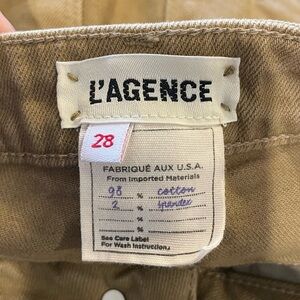 L'AGENCE
28
FABRIQUÉ AUX U.S.A.
From Imported Materials
98 % cotton
2 % spandex
%
%
See Care Label
For Wash Instructions